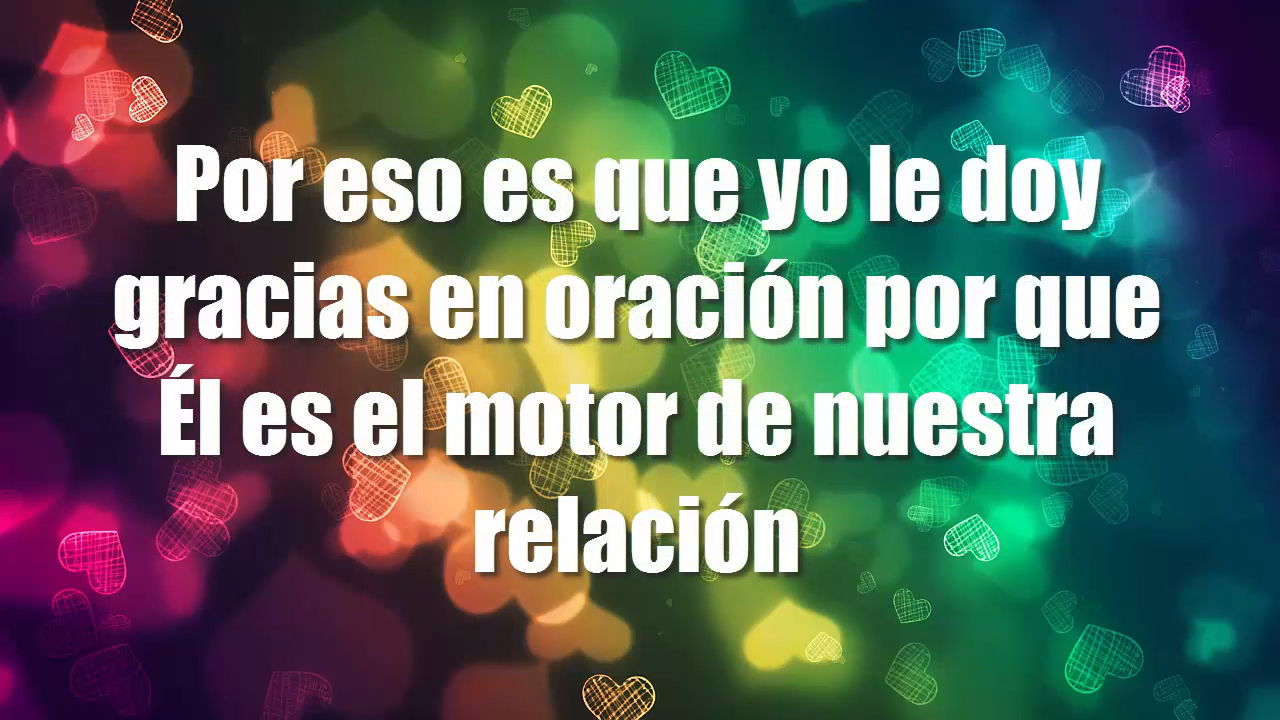 Por eso es que yo le doy
gracias en oración por que
Él es el motor de nuestra
relación